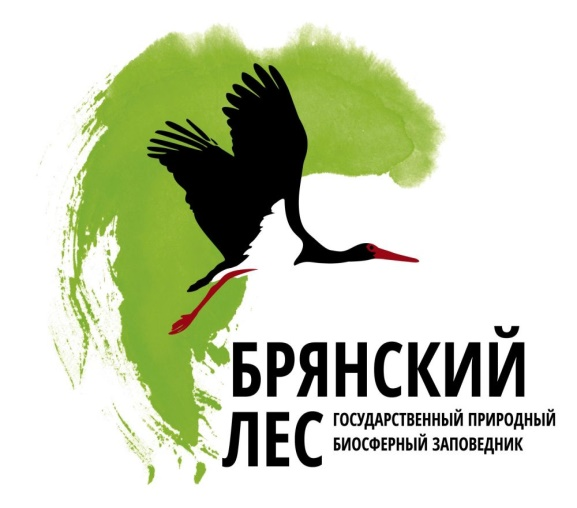 БРЯНСКИЙ
ЛЕС
ГОСУДАРСТВЕННЫЙ ПРИРОДНЫЙ
БИОСФЕРНЫЙ ЗАПОВЕДНИК